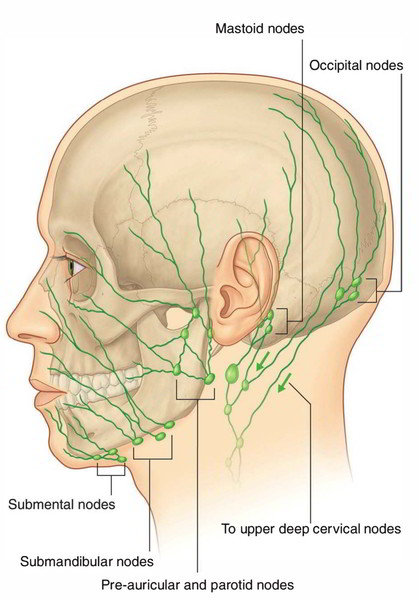 Mastoid nodes
Occipital nodes
Submental nodes
To upper deep cervical nodes
Submandibular nodes
Pre-auricular and parotid nodes